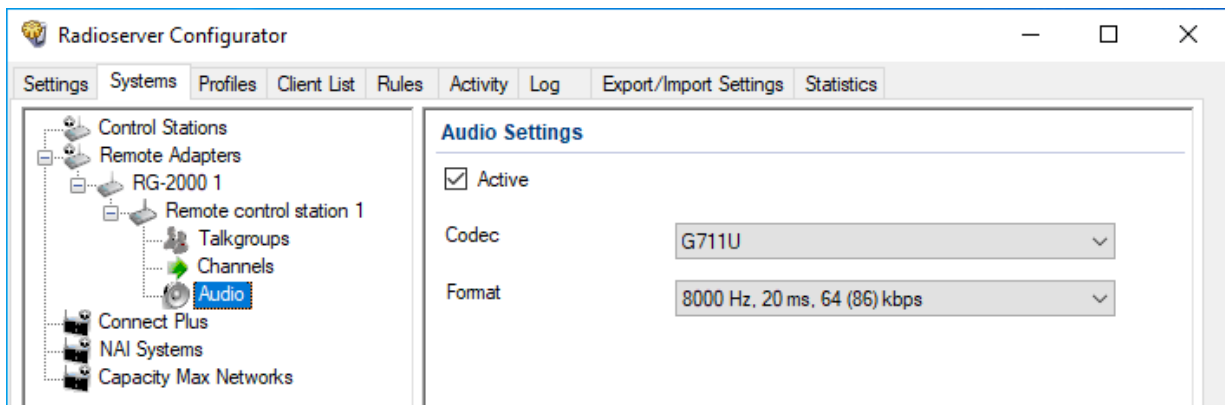 Radioserver Configurator
Settings Systems Profiles Client List Rules Activity Log Export/Import Settings Statistics
Control Stations
Remote Adapters
RG-2000 1
Remote control station 1
Talkgroups
Channels
Audio
Connect Plus
NAI Systems
Capacity Max Networks
Audio Settings
Active
Codec G711U
Format 8000 Hz, 20 ms, 64 (86) kbps